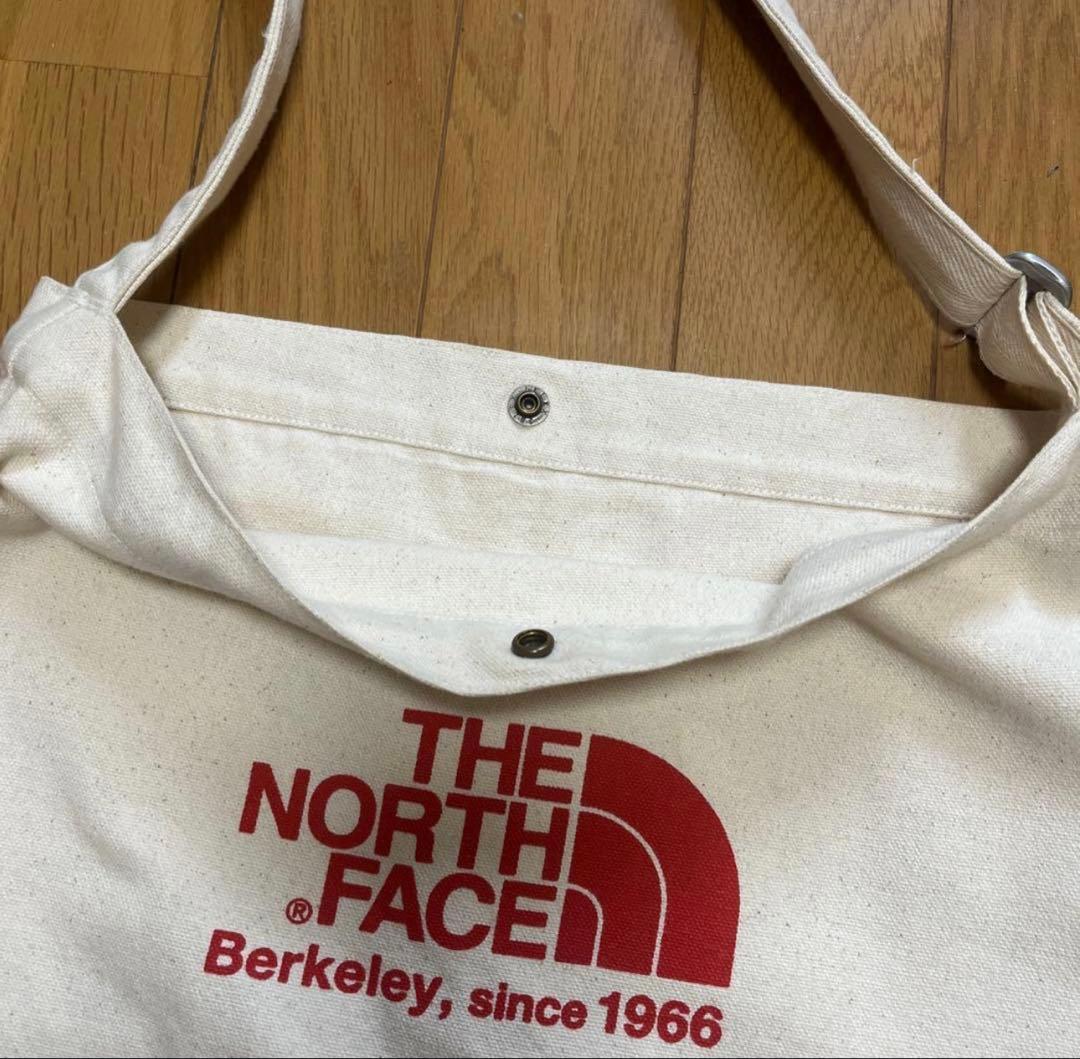 THE
NORTH
FACE
®
Berkeley, since 1966